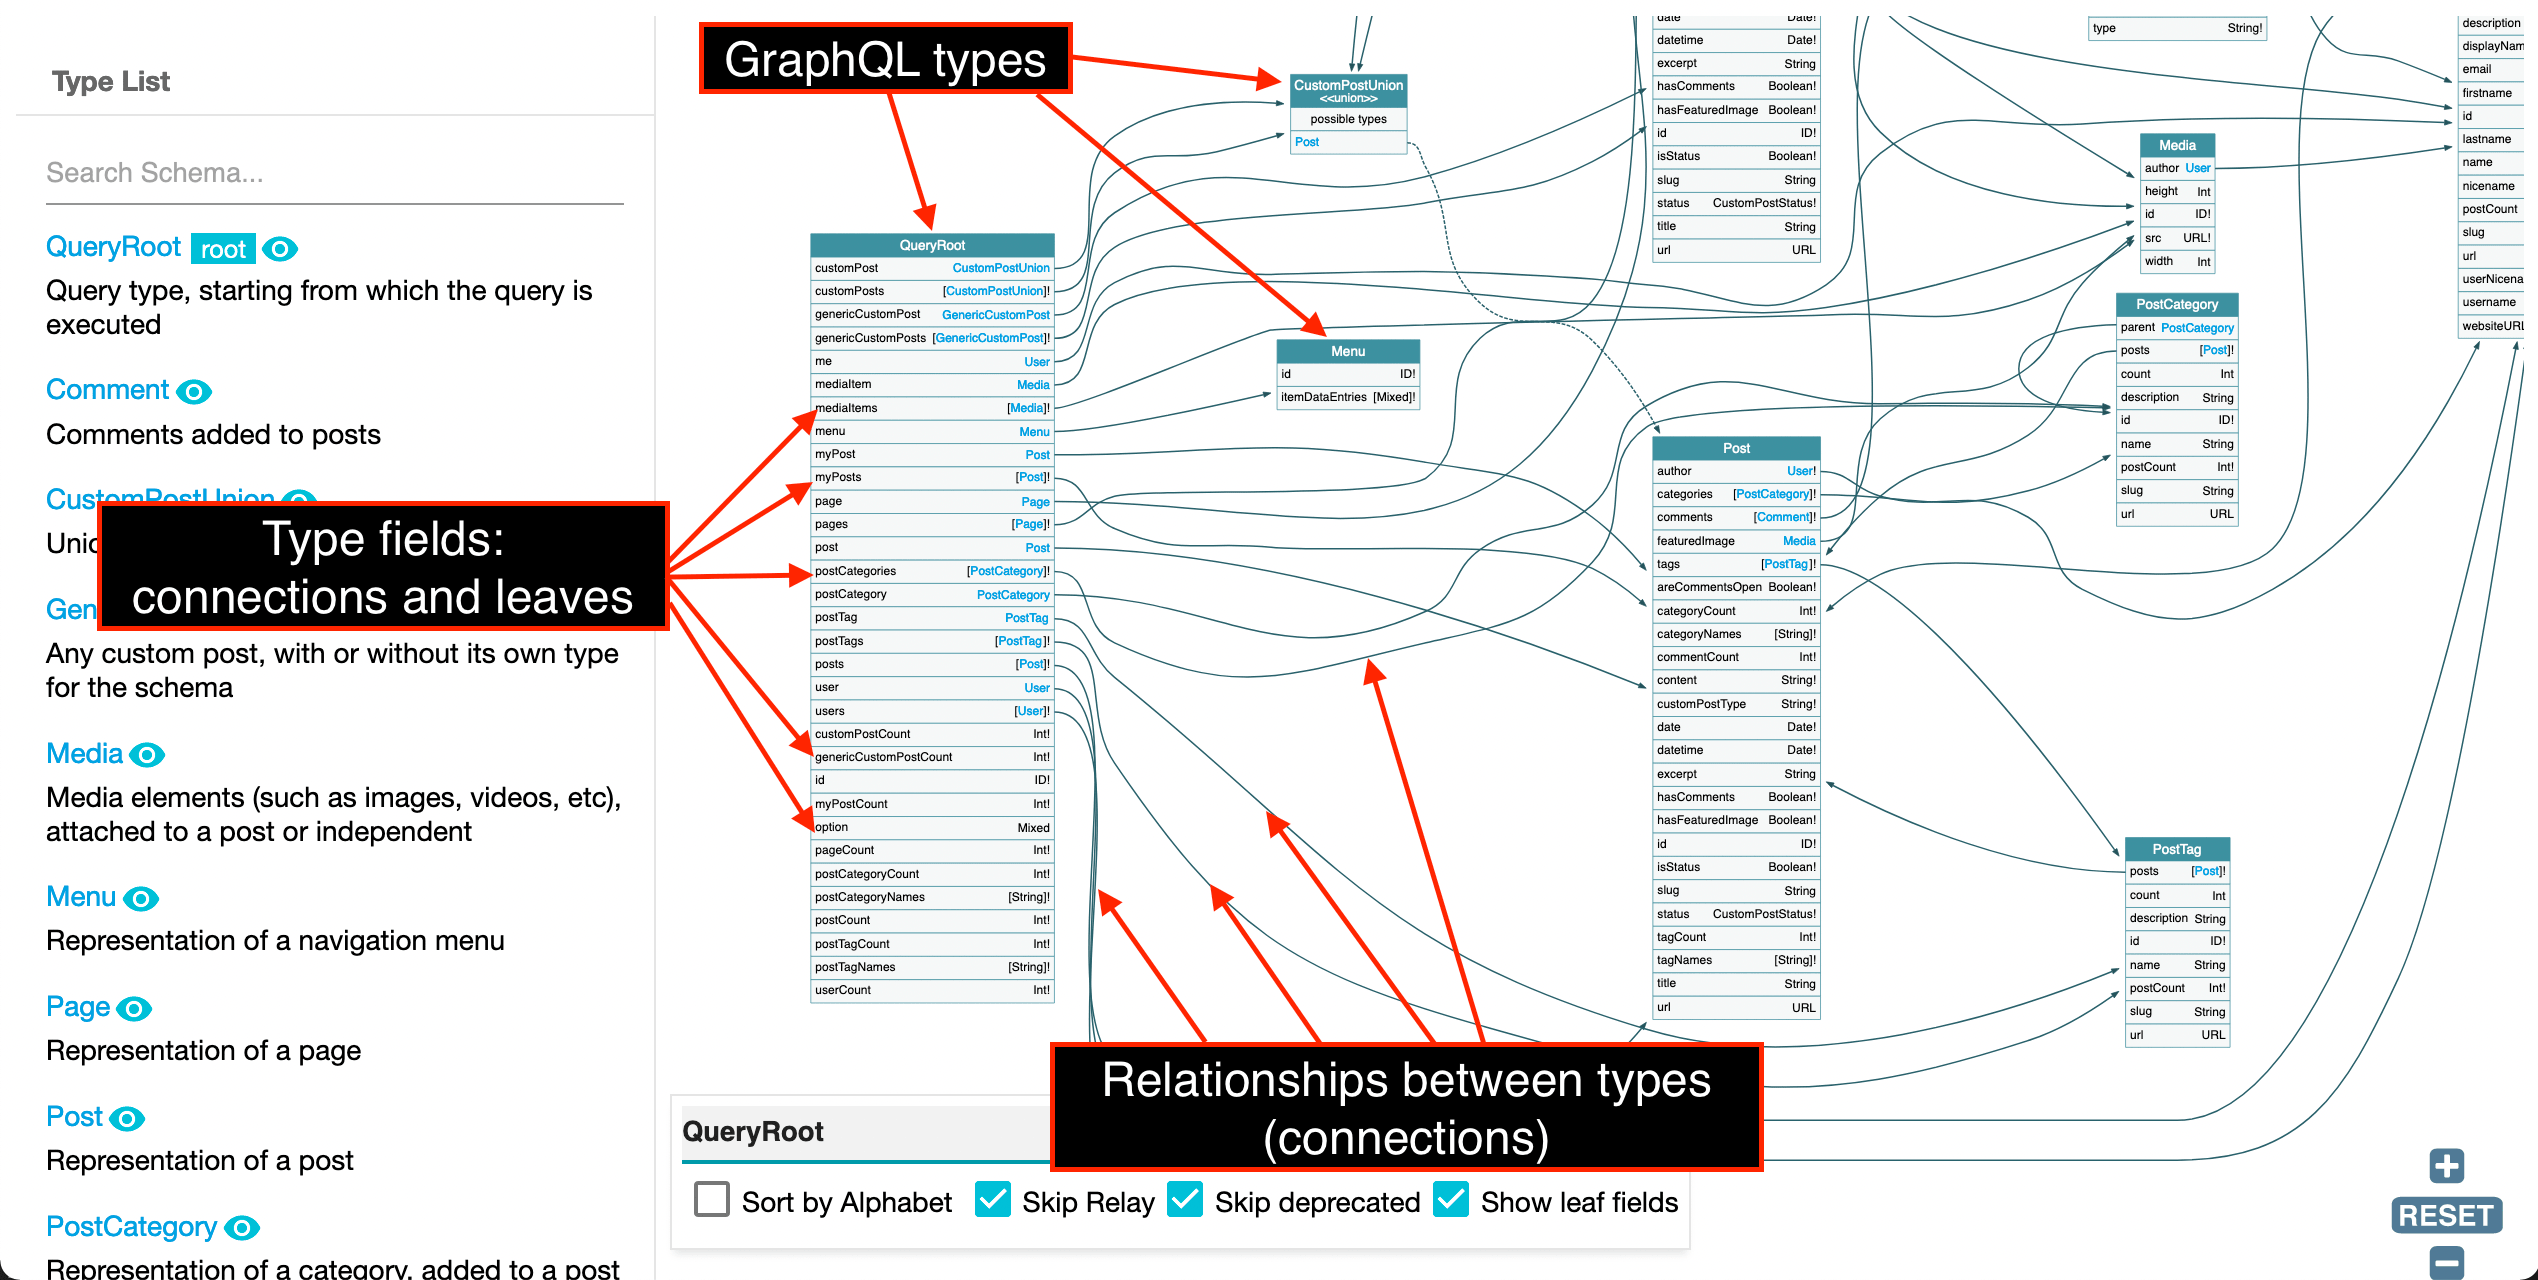 Type List
Search Schema...
QueryRoot root
Query type, starting from which the query is
executed
Comment
Comments added to posts
CustomPostUnion
Unio
Gen
Any custom post, with or without its own type
for the schema
Media
Media elements (such as images, videos, etc),
attached to a post or independent
Menu
Representation of a navigation menu
Page
Representation of a page
Post
Representation of a post
PostCategory
Representation of a category, added to a post
GraphQL types
Type fields:
connections and leaves
Relationships between types
(connections)
QueryRoot
customPost CustomPostUnion
customPosts [CustomPostUnion]!
genericCustomPost GenericCustomPost
genericCustomPosts [GenericCustomPost]!
me User
mediaItem Media
mediaItems [Media]!
menu Menu
myPost Post
myPosts [Post]!
page Page
pages [Page]!
post Post
postCategories [PostCategory]!
postCategory PostCategory
postTag PostTag
postTags [PostTag]!
posts [Post]!
user User
users [User]!
customPostCount Int!
genericCustomPostCount Int!
id ID!
myPostCount Int!
option Mixed
pageCount Int!
postCategoryCount Int!
postCategoryNames [String]!
postCount Int!
postTagCount Int!
postTagNames [String]!
userCount Int!
CustomPostUnion
<<union>>
possible types
Post
Menu
id ID!
itemDataEntries [Mixed]!
date Date!
datetime Date!
excerpt String
hasComments Boolean!
hasFeaturedImage Boolean!
id ID!
isStatus Boolean!
slug String
status CustomPostStatus!
title String
url URL
Post
author User!
categories [PostCategory]!
comments [Comment]!
featuredImage Media
tags [PostTag]!
areCommentsOpen Boolean!
categoryCount Int!
categoryNames [String]!
commentCount Int!
content String!
customPostType String!
date Date!
datetime Date!
excerpt String
hasComments Boolean!
hasFeaturedImage Boolean!
id ID!
isStatus Boolean!
slug String
status CustomPostStatus!
tagCount Int!
tagNames [String]!
title String
url URL
type String!
Media
author User
height Int
id ID!
src URL!
width Int
PostCategory
parent PostCategory
posts [Post]!
count Int
description String
id ID!
name String
postCount Int!
slug String
url URL
PostTag
posts [Post]!
count Int
description String
id ID!
name String
postCount Int!
slug String
url URL
description
displayNam
email
firstname
id
lastname
name
nicename
postCount
slug
url
userNicena
username
websiteURL
QueryRoot
Sort by Alphabet Skip Relay Skip deprecated Show leaf fields
RESET